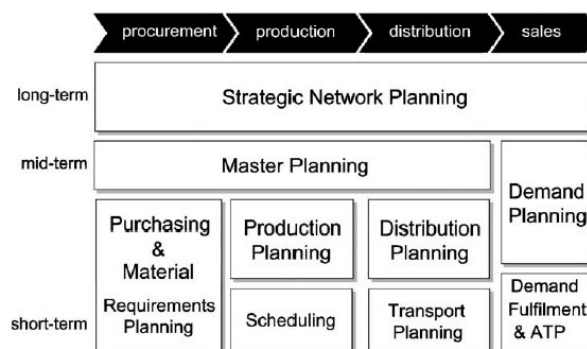 procurement production distribution sales
long-term
Strategic Network Planning
mid-term
Master Planning
Demand
Planning
Purchasing
&
Material
Requirements
Planning
Production
Planning
Distribution
Planning
short-term
Scheduling
Transport
Planning
Demand
Fulfilment
& ATP